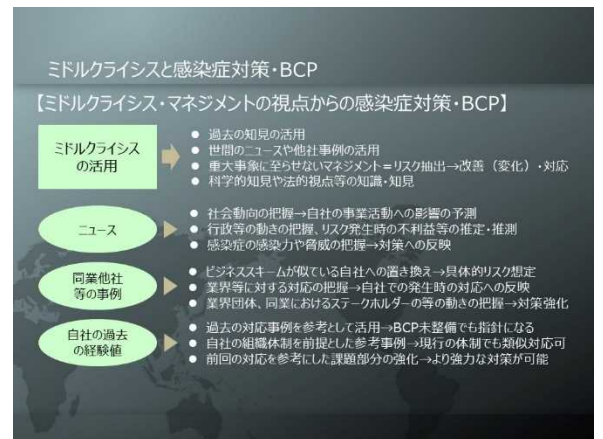 ミドルクライシスと感染症対策・BCP
【ミドルクライシス・マネジメントの視点からの感染症対策・BCP】
ミドルクライシス
の活用
● 過去の知見の活用
● 世間のニュースや他社事例の活用
● 重大事象に至らせないマネジメント＝リスク抽出→改善（変化）・対応
● 科学的知見や法的視点等の知識・知見
ニュース
● 社会動向の把握→自社の事業活動への影響の予測
● 行政等の動きの把握、リスク発生時の不利益等の推定・推測
● 感染症の感染力や脅威の把握→対策への反映
同業他社
等の事例
● ビジネススキームが似ている自社への置き換え→具体的リスク想定
● 業界等に対する対応の把握→自社での発生時の対応への反映
● 業界団体、同業におけるステークホルダーの等の動きの把握→対策強化
自社の過去
の経験値
● 過去の対応事例を参考として活用→BCP未整備でも指針になる
● 自社の組織体制を前提とした参考事例→現行の体制でも類似対応可
● 前回の対応を参考にした課題部分の強化→より強力な対策が可能